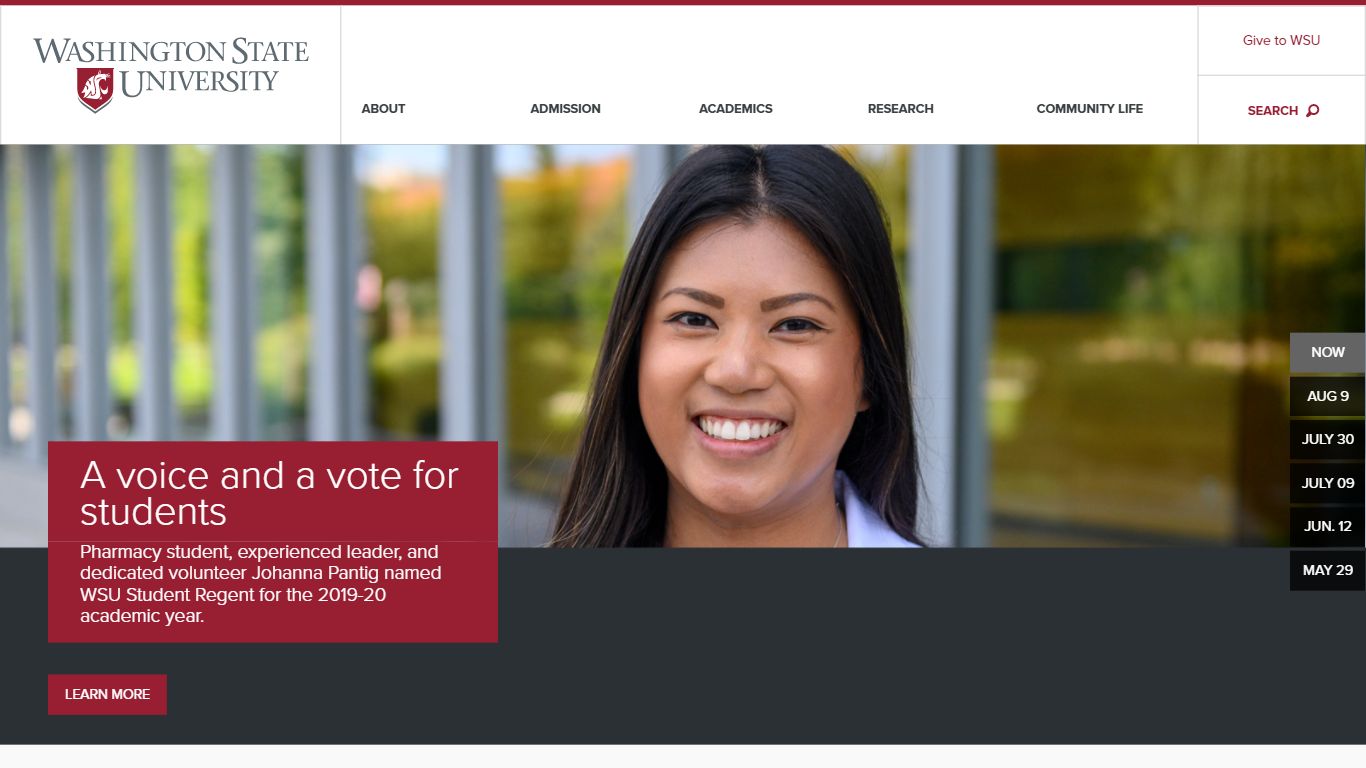 WASHINGTON STATE
UNIVERSITY
Give to WSU
ABOUT
ADMISSION
ACADEMICS
RESEARCH
COMMUNITY LIFE
SEARCH
NOW
AUG 9
JULY 30
JULY 09
JUN. 12
MAY 29
A voice and a vote for
students
Pharmacy student, experienced leader, and
dedicated volunteer Johanna Pantig named
WSU Student Regent for the 2019-20
academic year.
LEARN MORE